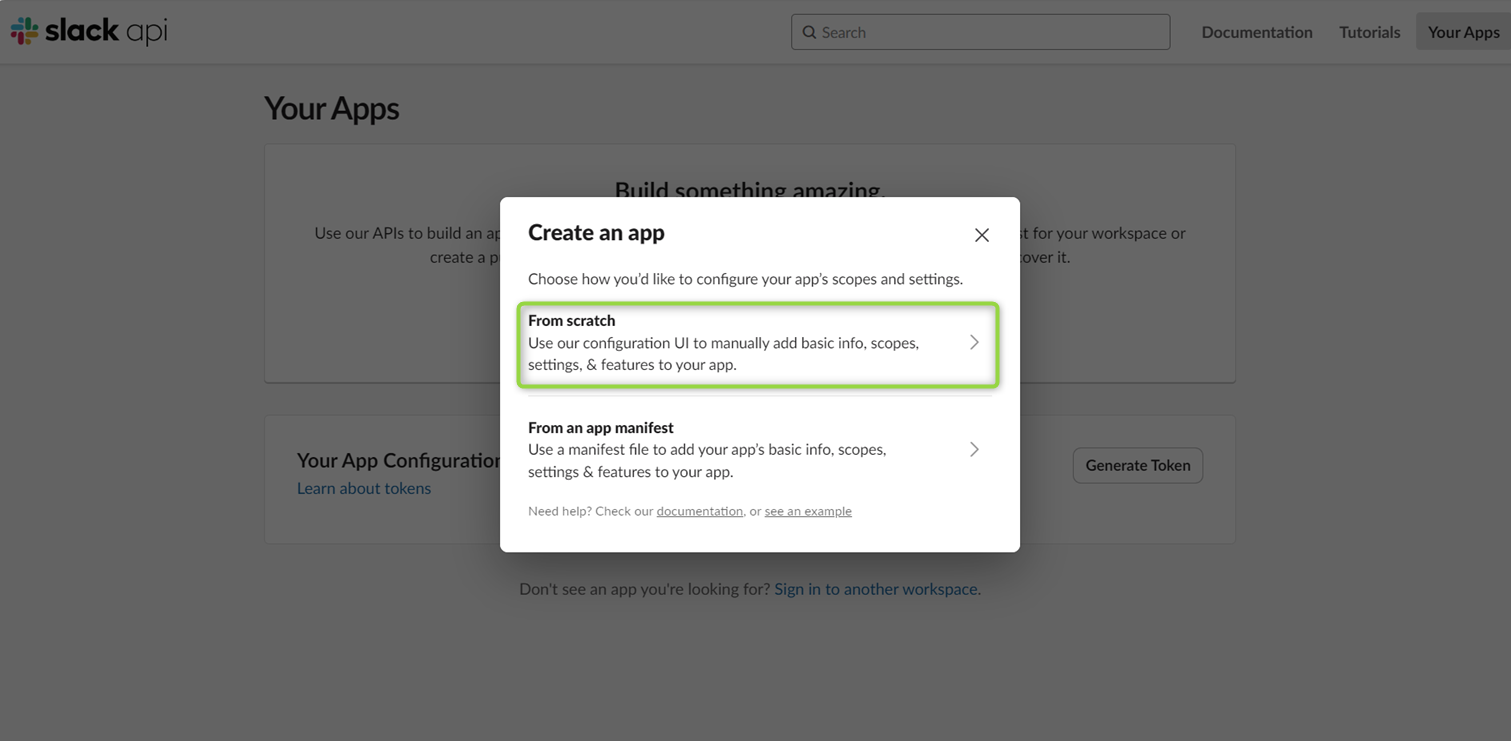 slack api
Search
Documentation
Tutorials
Your Apps
Your Apps
Build something amazing.
Use our APIs to build an
st for your workspace or
create a
cover it.
Create an app
Choose how you’d like to configure your app’s scopes and settings.
From scratch
Use our configuration UI to manually add basic info, scopes,
settings, & features to your app.
From an app manifest
Use a manifest file to add your app’s basic info, scopes,
settings & features to your app.
Need help? Check our documentation, or see an example
Your App Configuration
Learn about tokens
Generate Token
Don't see an app you're looking for? Sign in to another workspace.